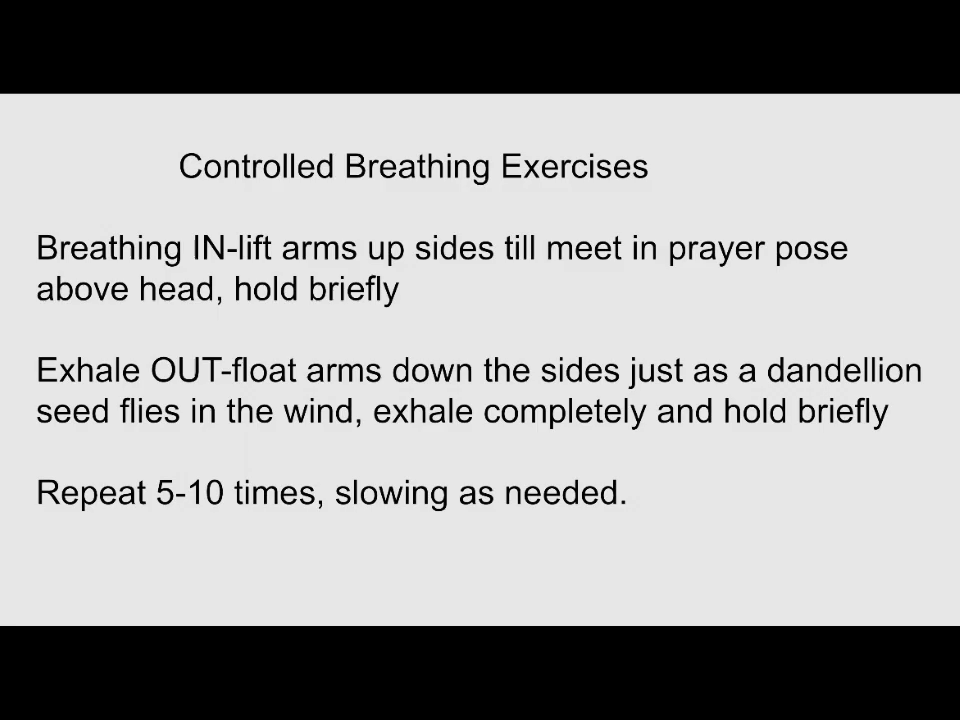 Controlled Breathing Exercises
Breathing IN-lift arms up sides till meet in prayer pose
above head, hold briefly
Exhale OUT-float arms down the sides just as a dandellion
seed flies in the wind, exhale completely and hold briefly
Repeat 5-10 times, slowing as needed.